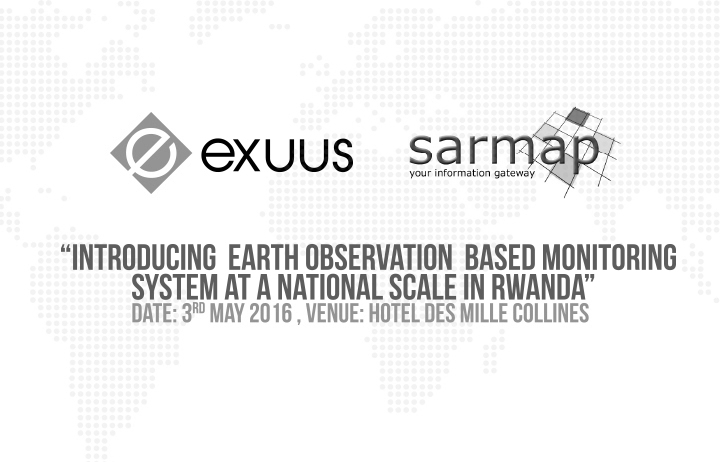 exuus
sarmap
your information gateway
“INTRODUCING EARTH OBSERVATION BASED MONITORING
SYSTEM AT A NATIONAL SCALE IN RWANDA”
DATE: 3RD MAY 2016 , VENUE: HOTEL DES MILLE COLLINES